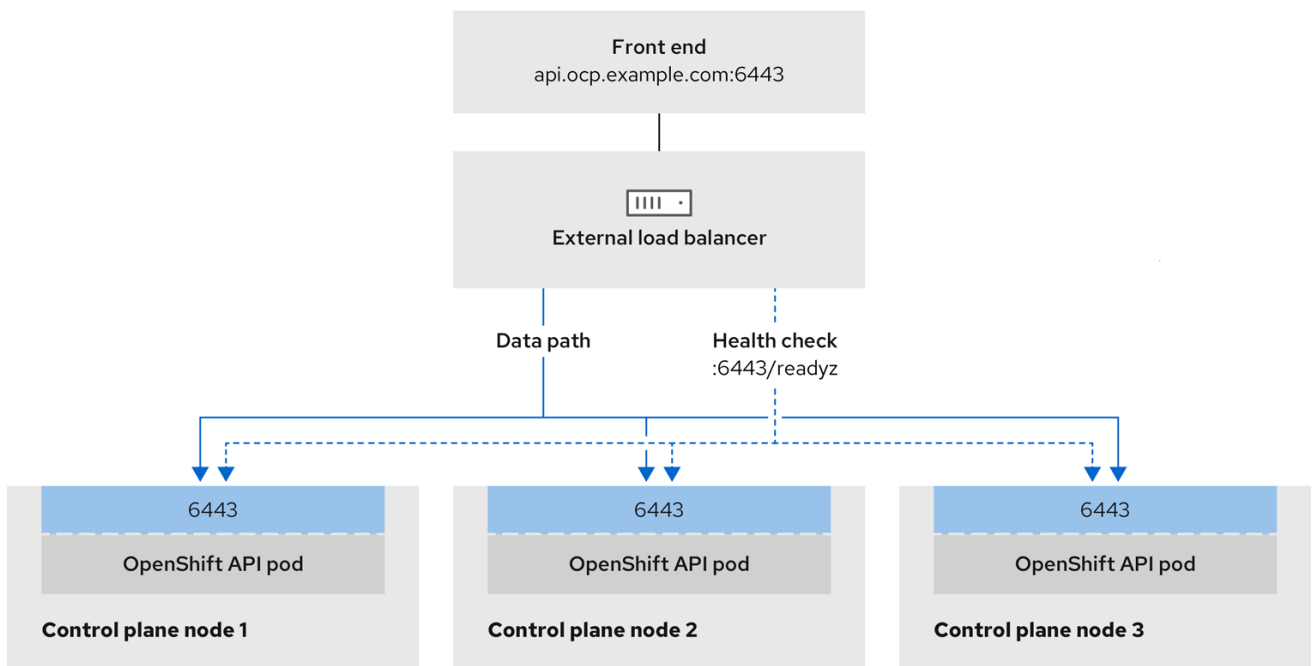 Front end
api.ocp.example.com:6443
External load balancer
Data path
Health check
:6443/readyz
6443
OpenShift API pod
Control plane node 1
6443
OpenShift API pod
Control plane node 2
6443
OpenShift API pod
Control plane node 3